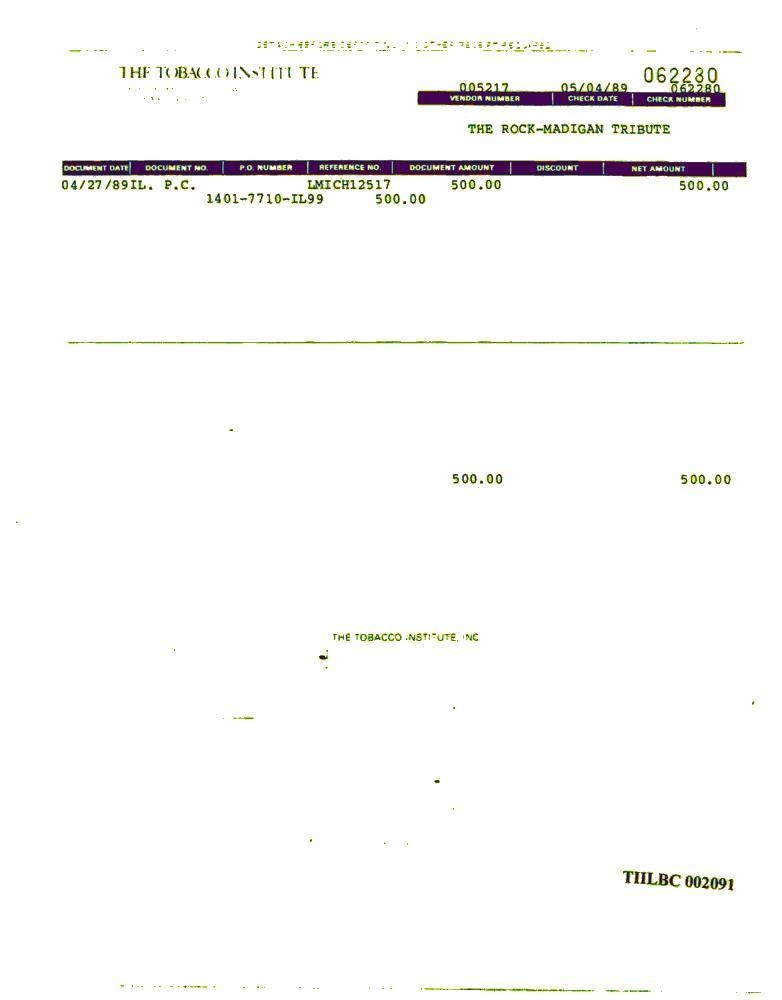 THE TOBACCO INSTITUTE
062280
005217 05/04/89 062280
VENDOR NUMBER CHECK DATE CHECK NUMBER
THE ROCK-MADIGAN TRIBUTE
DOCUMENT DATE DOCUMENT NO. P.O. NUMBER REFERENCE NO. DOCUMENT AMOUNT DISCOUNT NET AMOUNT
04/27/89IL. P.C. LMICH12517 500.00 500.00
1401-7710-IL99 500.00
500.00 500.00
THE TOBACCO INSTITUTE, INC
TIILBC 002091